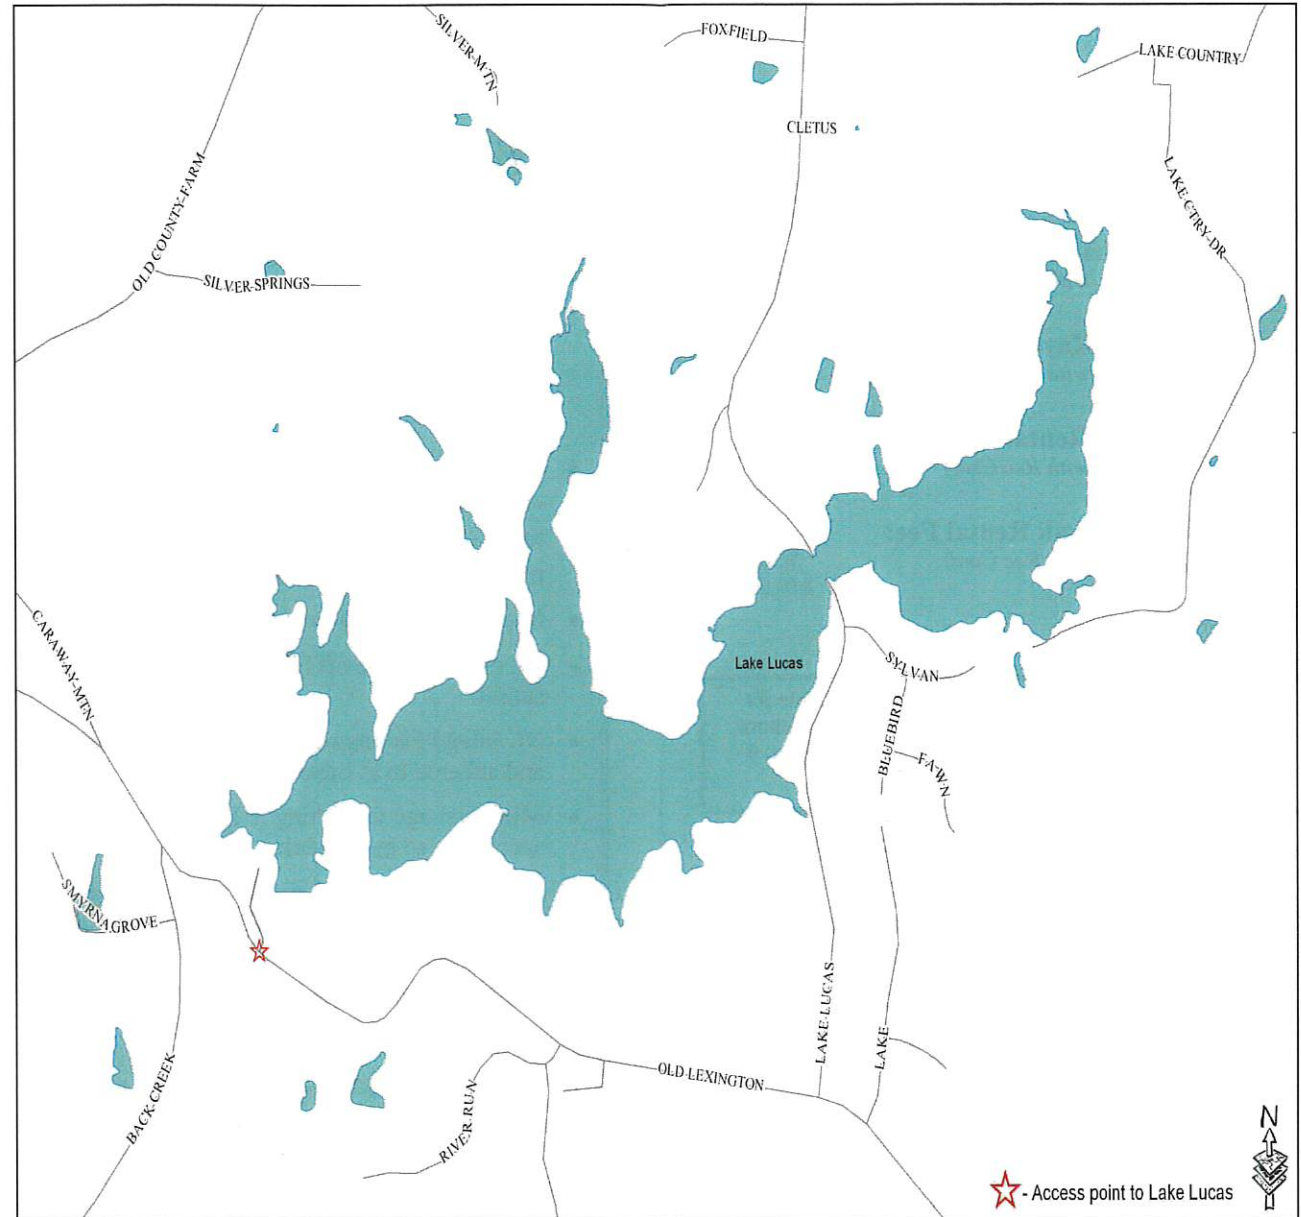 SILVER MTN
FOXFIELD
LAKE COUNTRY
CLETUS
OLD COUNTY FARM
LAKE CTRY DR
SILVER SPRINGS
CARAWAY MTN
Lake Lucas
SYLVAN
BLUEBIRD
FAWN
SMYRNA GROVE
BACK CREEK
LAKE LUCAS
LAKE
OLD LEXINGTON
RIVER RUN
N
- Access point to Lake Lucas